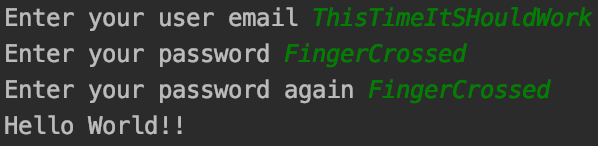 Enter your user email ThisTimeItSHouldWork
Enter your password FingerCrossed
Enter your password again FingerCrossed
Hello World!!